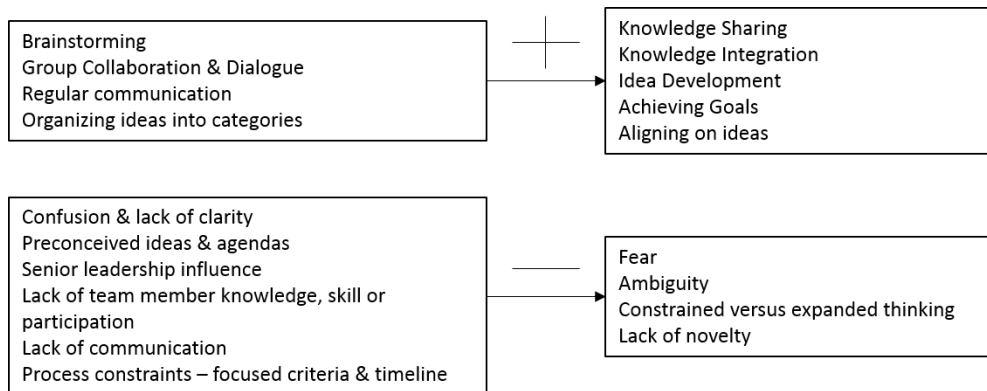 Brainstorming
Group Collaboration & Dialogue
Regular communication
Organizing ideas into categories
Knowledge Sharing
Knowledge Integration
Idea Development
Achieving Goals
Aligning on ideas
Confusion & lack of clarity
Preconceived ideas & agendas
Senior leadership influence
Lack of team member knowledge, skill or
participation
Lack of communication
Process constraints – focused criteria & timeline
Fear
Ambiguity
Constrained versus expanded thinking
Lack of novelty